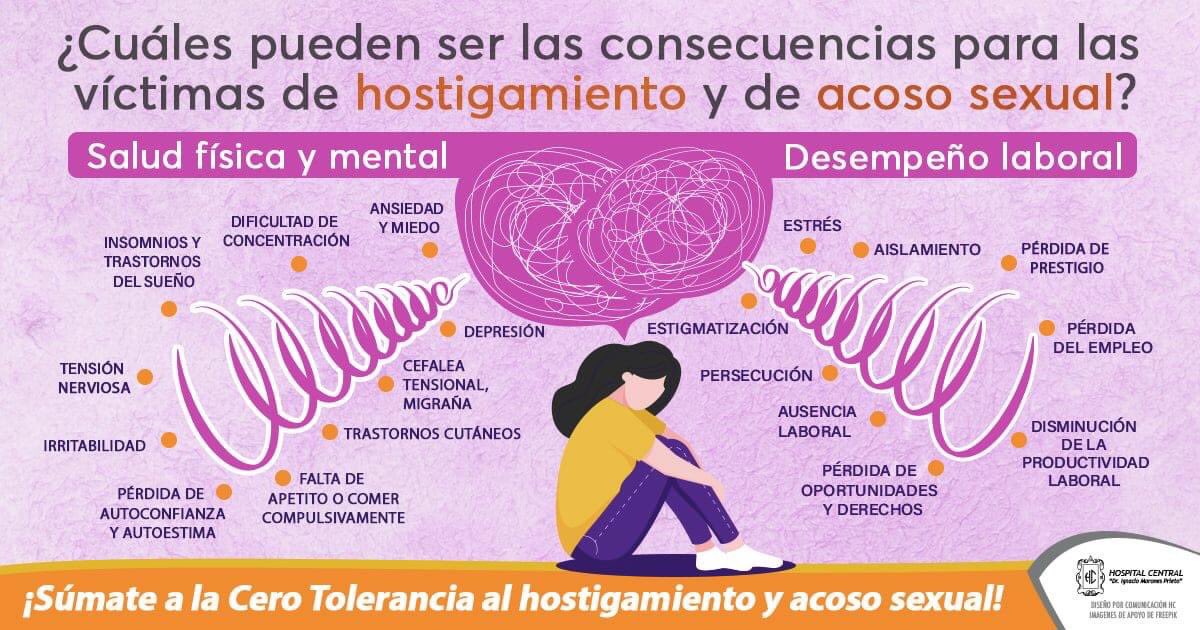 ¿Cuáles pueden ser las consecuencias para las
víctimas de hostigamiento y de acoso sexual?
Salud física y mental
ANSIEDAD
Y MIEDO
DIFICULTAD DE
CONCENTRACIÓN
INSOMNIOS Y
TRASTORNOS
DEL SUEÑO
TENSIÓN
NERVIOSA
IRRITABILIDAD
PÉRDIDA DE
AUTOCONFIANZA
Y AUTOESTIMA
FALTA DE
APETITO O COMER
COMPULSIVAMENTE
TRASTORNOS CUTÁNEOS
CEFALEA
TENSIONAL,
MIGRAÑA
DEPRESIÓN
Desempeño laboral
ESTRÉS
AISLAMIENTO
PÉRDIDA DE
PRESTIGIO
PÉRDIDA
DEL EMPLEO
DISMINUCIÓN
DE LA
PRODUCTIVIDAD
LABORAL
PÉRDIDA DE
OPORTUNIDADES
Y DERECHOS
AUSENCIA
LABORAL
PERSECUCIÓN
ESTIGMATIZACIÓN
¡Súmate a la Cero Tolerancia al hostigamiento y acoso sexual!
HC
HOSPITAL CENTRAL
"Dr. Ignacio Morones Prieto"
DISEÑO POR COMUNICACIÓN HC
IMÁGENES DE APOYO DE FREEPIK